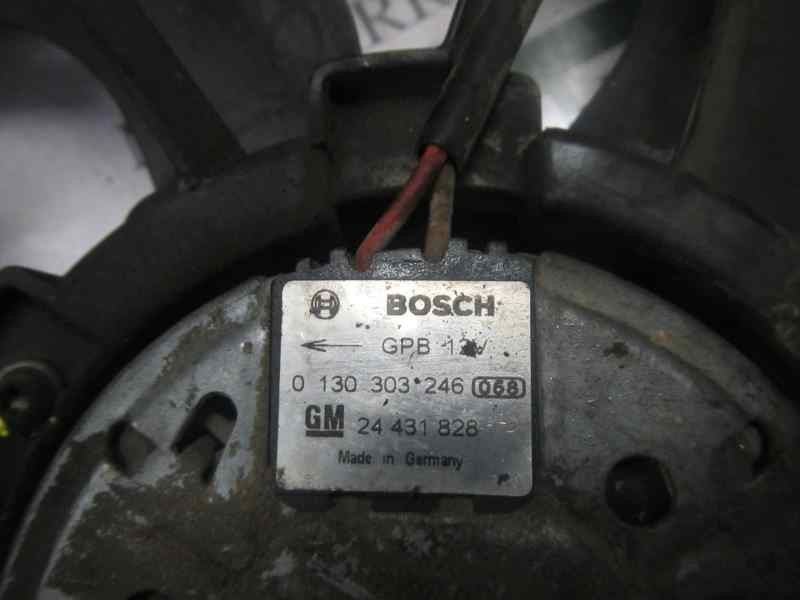 BOSCH
GPB 12V
0 130 303 246 068
GM 24 431 828
Made in Germany